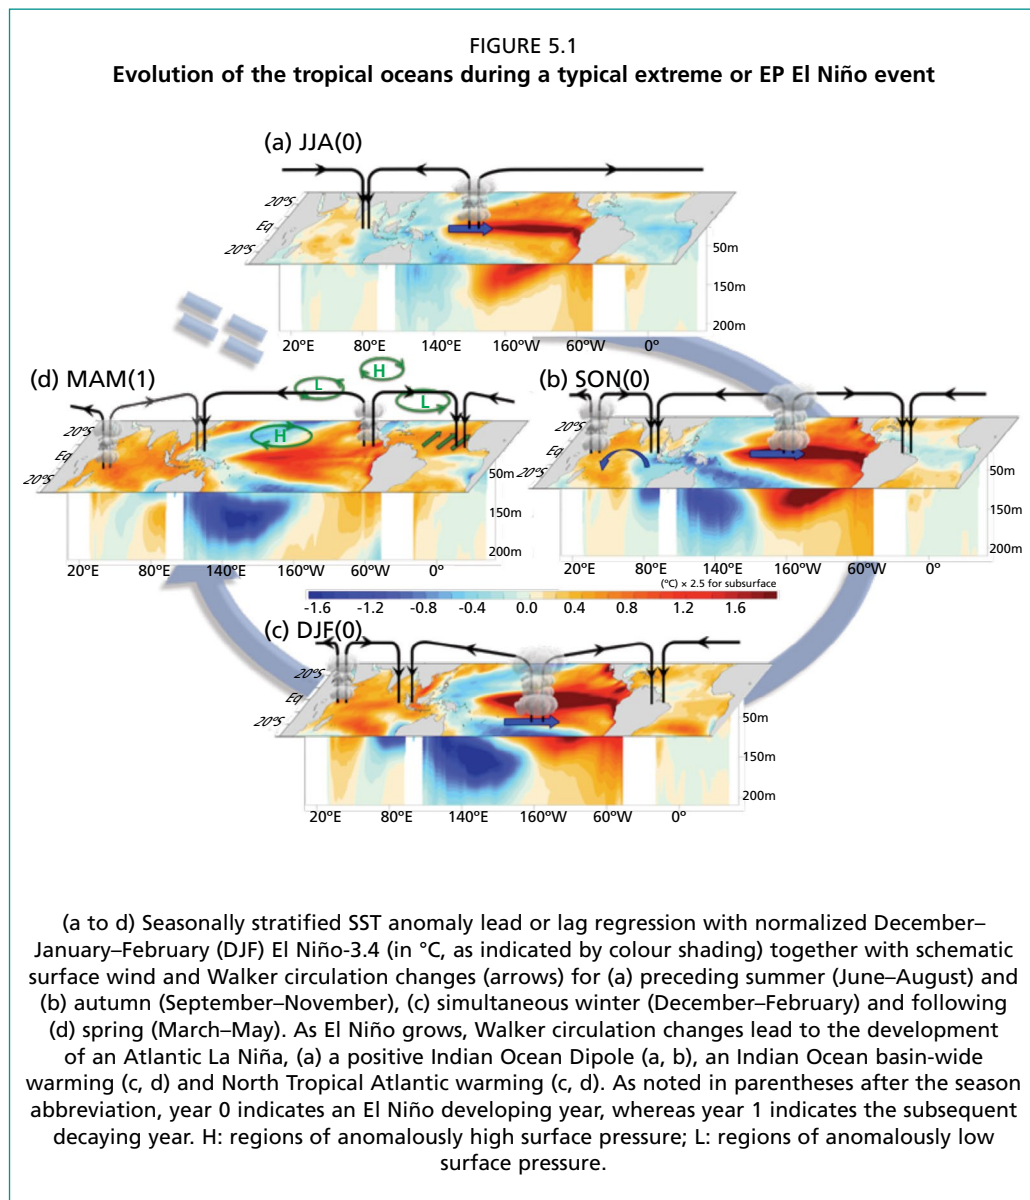 FIGURE 5.1
Evolution of the tropical oceans during a typical extreme or EP El Niño event
(a) JJA(0)
20°S
Eq
20°S
50m
150m
200m
20°E 80°E 140°E 160°W 60°W 0°
(d) MAM(1)
L
H
L
H
20°S
Eq
20°S
50m
150m
200m
20°E 80°E 140°E 160°W 60°W 0°
(b) SON(0)
20°S
Eq
20°S
50m
150m
200m
20°E 80°E 140°E 160°W 60°W 0°
(°C) × 2.5 for subsurface
-1.6 -1.2 -0.8 -0.4 0.0 0.4 0.8 1.2 1.6
(c) DJF(0)
20°S
Eq
20°S
50m
150m
200m
20°E 80°E 140°E 160°W 60°W 0°
(a to d) Seasonally stratified SST anomaly lead or lag regression with normalized December–
January–February (DJF) El Niño-3.4 (in °C, as indicated by colour shading) together with schematic
surface wind and Walker circulation changes (arrows) for (a) preceding summer (June–August) and
(b) autumn (September–November), (c) simultaneous winter (December–February) and following
(d) spring (March–May). As El Niño grows, Walker circulation changes lead to the development
of an Atlantic La Niña, (a) a positive Indian Ocean Dipole (a, b), an Indian Ocean basin-wide
warming (c, d) and North Tropical Atlantic warming (c, d). As noted in parentheses after the season
abbreviation, year 0 indicates an El Niño developing year, whereas year 1 indicates the subsequent
decaying year. H: regions of anomalously high surface pressure; L: regions of anomalously low
surface pressure.